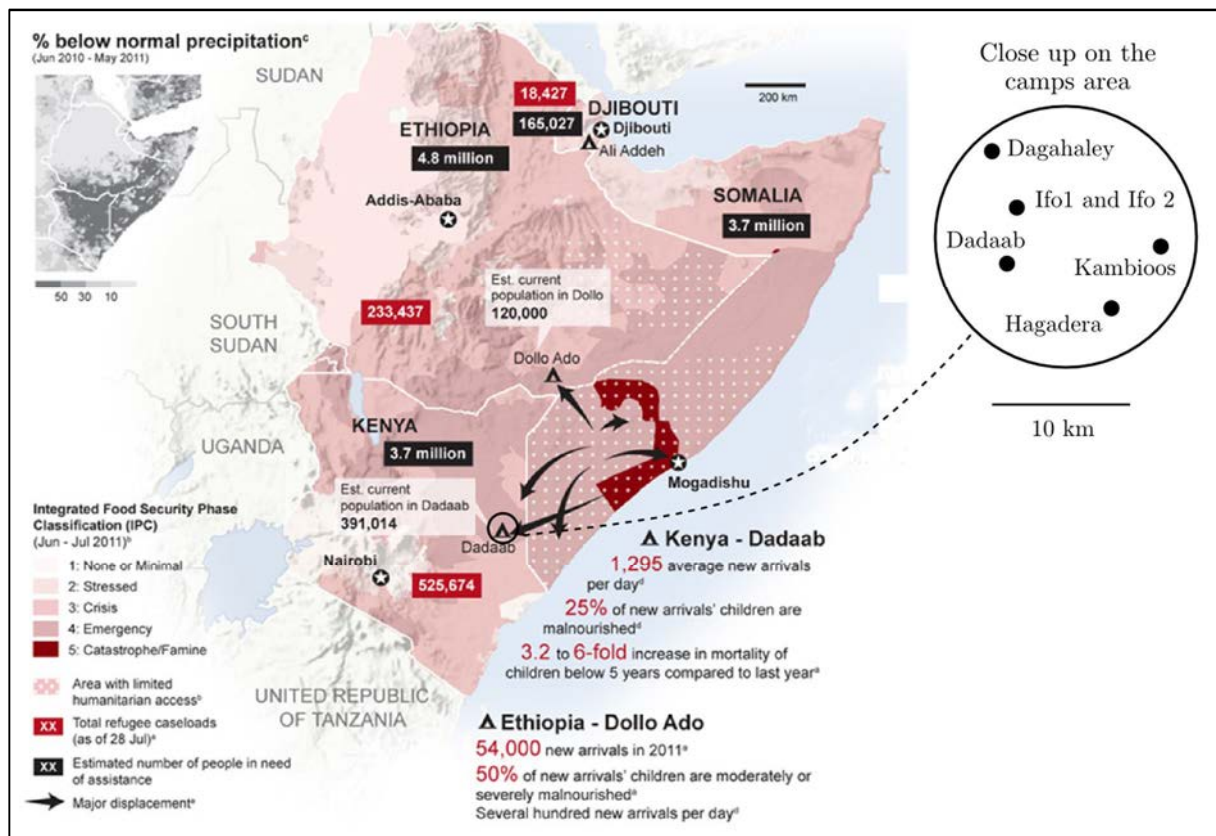 % below normal precipitationᶜ
(Jun 2010 - May 2011)
50 30 10
SUDAN
18,427
165,027
DJIBOUTI
Djibouti
Ali Addeh
200 km
ETHIOPIA
4.8 million
Addis-Ababa
SOMALIA
3.7 million
Est. current
population in Dollo
120,000
233,437
SOUTH
SUDAN
Dollo Ado
UGANDA
KENYA
3.7 million
Mogadishu
Est. current
population in Dadaab
391,014
Dadaab
Nairobi
525,674
UNITED REPUBLIC
OF TANZANIA
Integrated Food Security Phase
Classification (IPC)
(Jun - Jul 2011)ᵇ
1: None or Minimal
2: Stressed
3: Crisis
4: Emergency
5: Catastrophe/Famine
Area with limited
humanitarian accessᵇ
XX Total refugee caseloads
(as of 28 Jul)ᵃ
XX Estimated number of people in need
of assistance
Major displacementᵃ
Kenya - Dadaab
1,295 average new arrivals
per dayᵈ
25% of new arrivals' children are
malnourishedᵈ
3.2 to 6-fold increase in mortality of
children below 5 years compared to last yearᵃ
Ethiopia - Dollo Ado
54,000 new arrivals in 2011ᵃ
50% of new arrivals' children are moderately or
severely malnourishedᵃ
Several hundred new arrivals per dayᵈ
Close up on the
camps area
Dagahaley
Ifo1 and Ifo 2
Dadaab
Kambioos
Hagadera
10 km